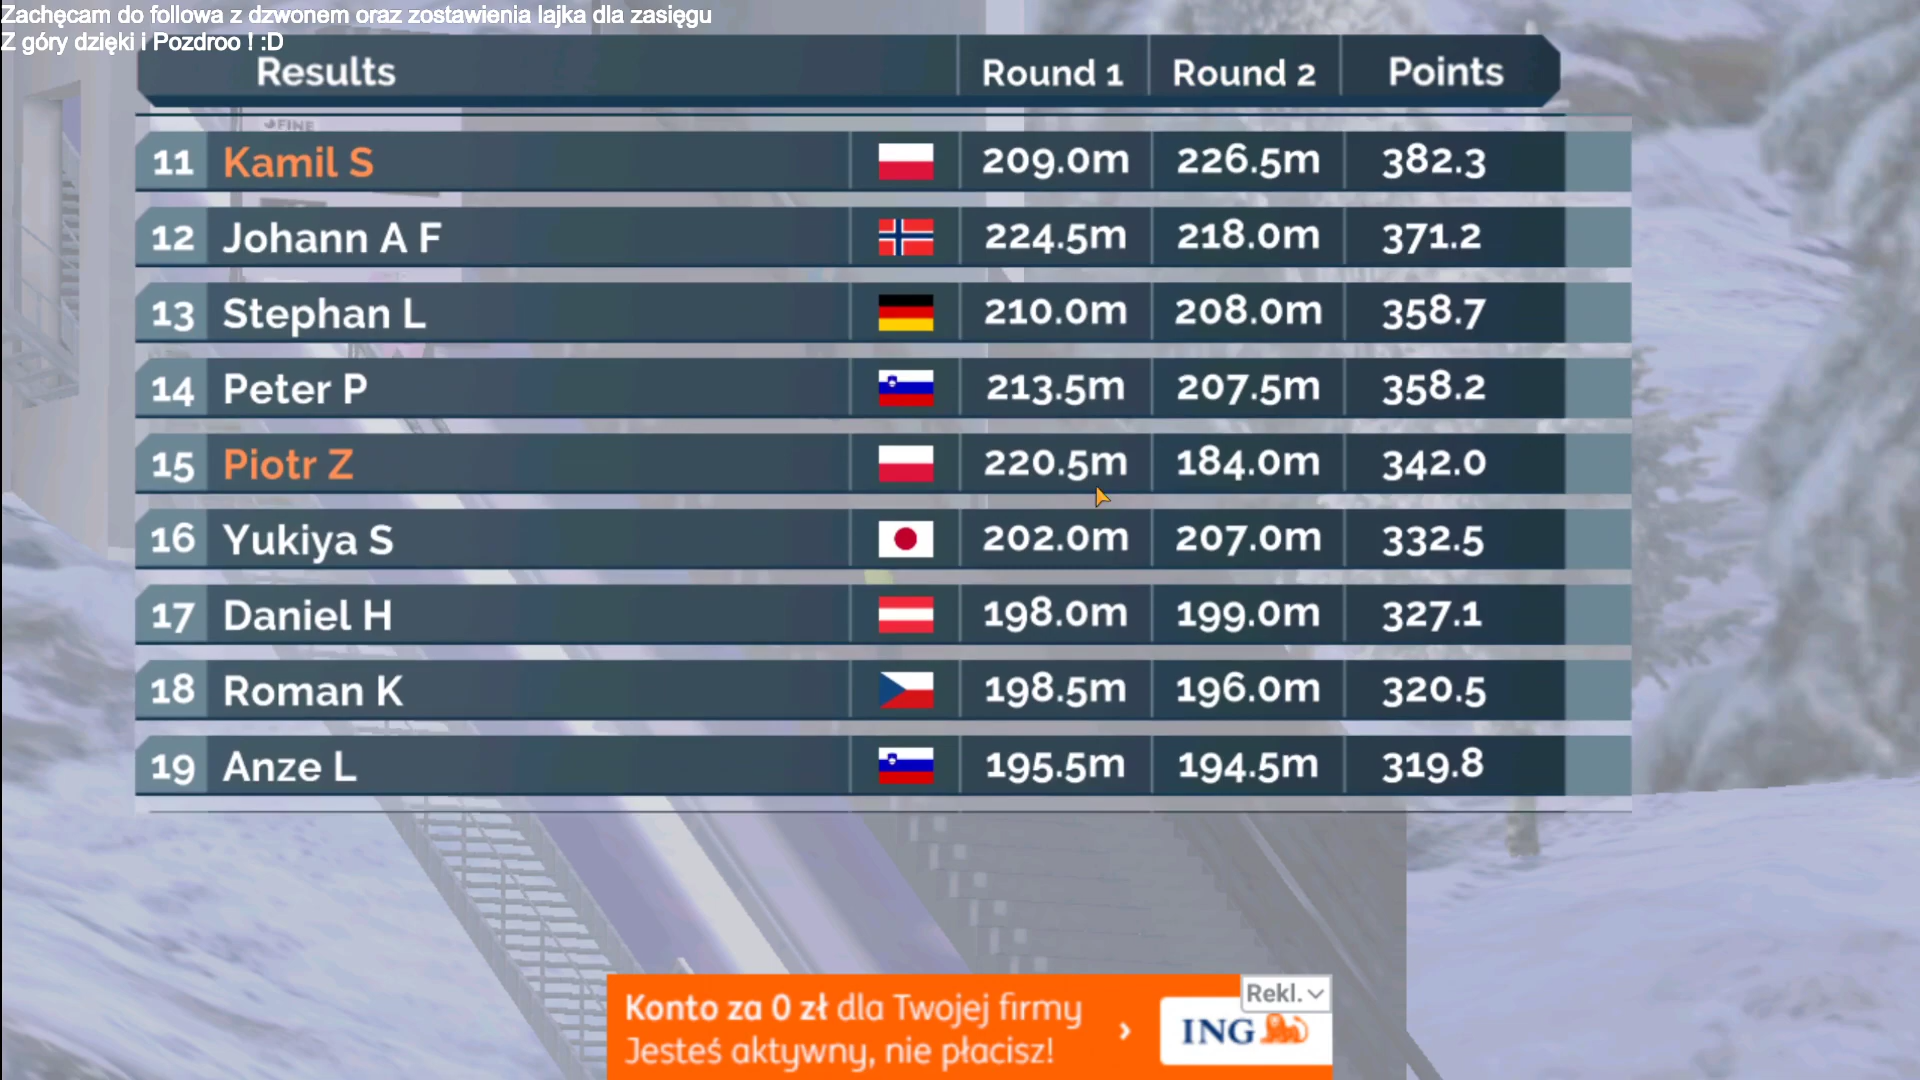 Zachęcam do followa z dzwonem oraz zostawienia lajka dla zasięgu
Z góry dzięki i Pozdroo ! :D
Results Round 1 Round 2 Points
FINE
11 Kamil S 209.0m 226.5m 382.3
12 Johann A F 224.5m 218.0m 371.2
13 Stephan L 210.0m 208.0m 358.7
14 Peter P 213.5m 207.5m 358.2
15 Piotr Z 220.5m 184.0m 342.0
16 Yukiya S 202.0m 207.0m 332.5
17 Daniel H 198.0m 199.0m 327.1
18 Roman K 198.5m 196.0m 320.5
19 Anze L 195.5m 194.5m 319.8
Konto za 0 zł dla Twojej firmy
Jesteś aktywny, nie płacisz!
Rekl.
ING